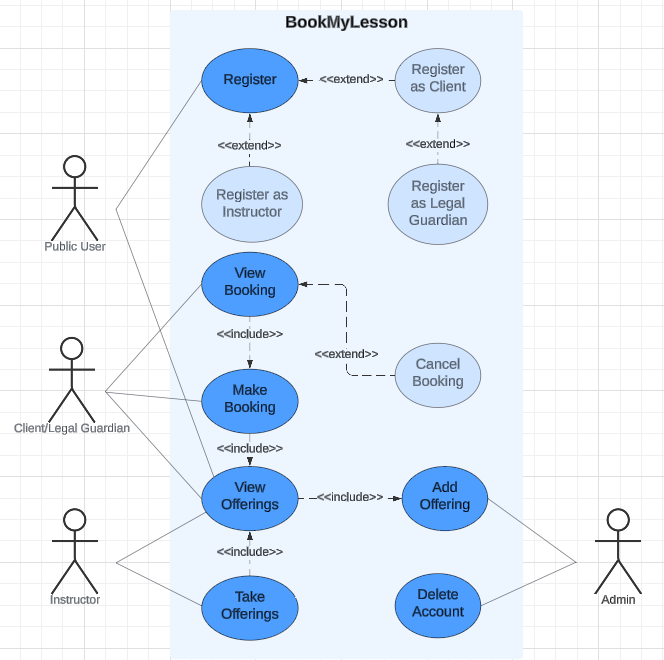 BookMyLesson
Register
<<extend>>
Register
as Client
<<extend>>
<<extend>>
Register as
Instructor
Register
as Legal
Guardian
Public User
View
Booking
<<include>>
<<extend>>
Cancel
Booking
Make
Booking
Client/Legal Guardian
<<include>>
View
Offerings
<<include>>
Add
Offering
<<include>>
Take
Offerings
Delete
Account
Instructor
Admin